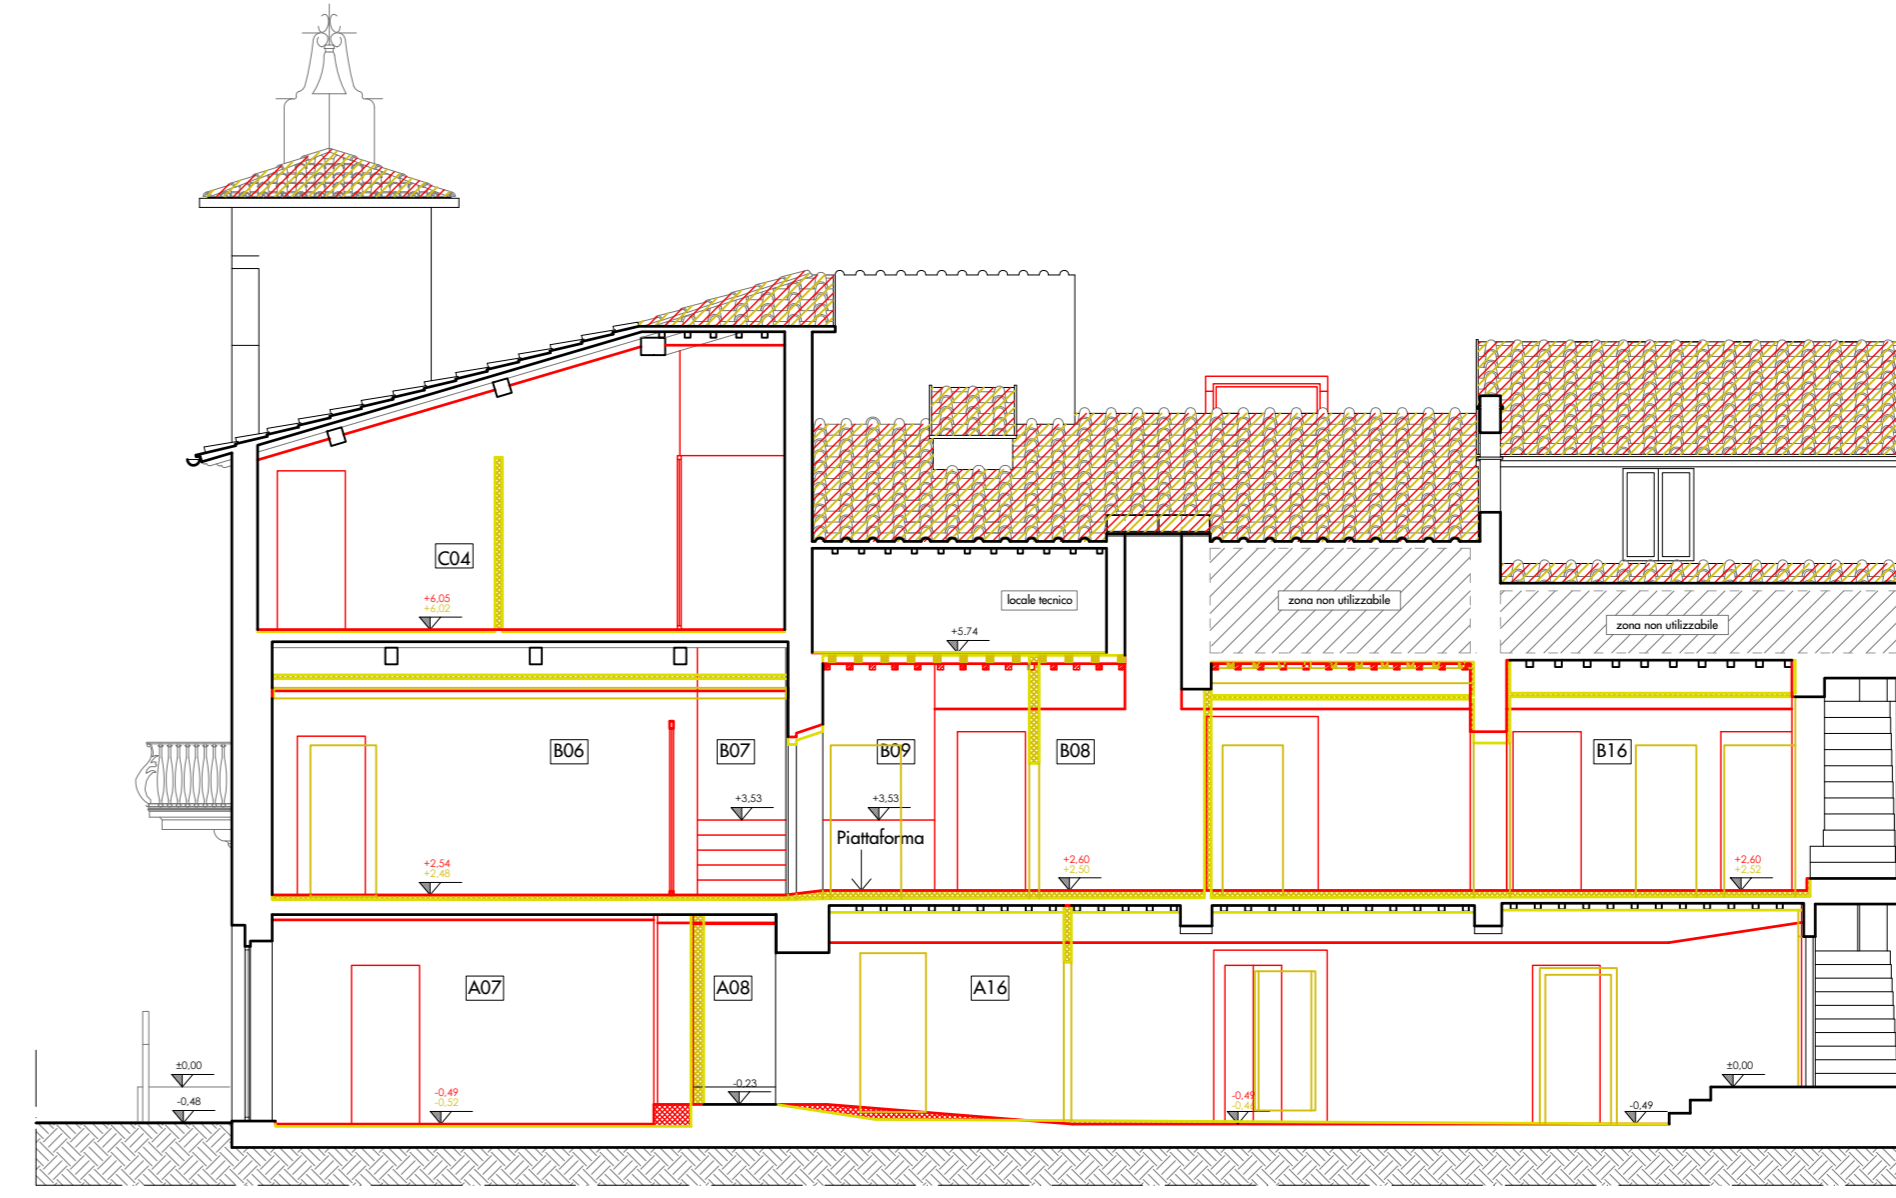 C04
+6,05
+6,02
locale tecnico
zona non utilizzabile
zona non utilizzabile
+5.74
B06
B07
B09
B08
B16
+3,53
+3,53
Piattaforma
+2,54
+2,48
+2,60
+2,50
+2,60
+2,52
A07
A08
A16
±0,00
-0,48
-0,49
-0,52
-0,23
-0,49
-0,49
±0,00